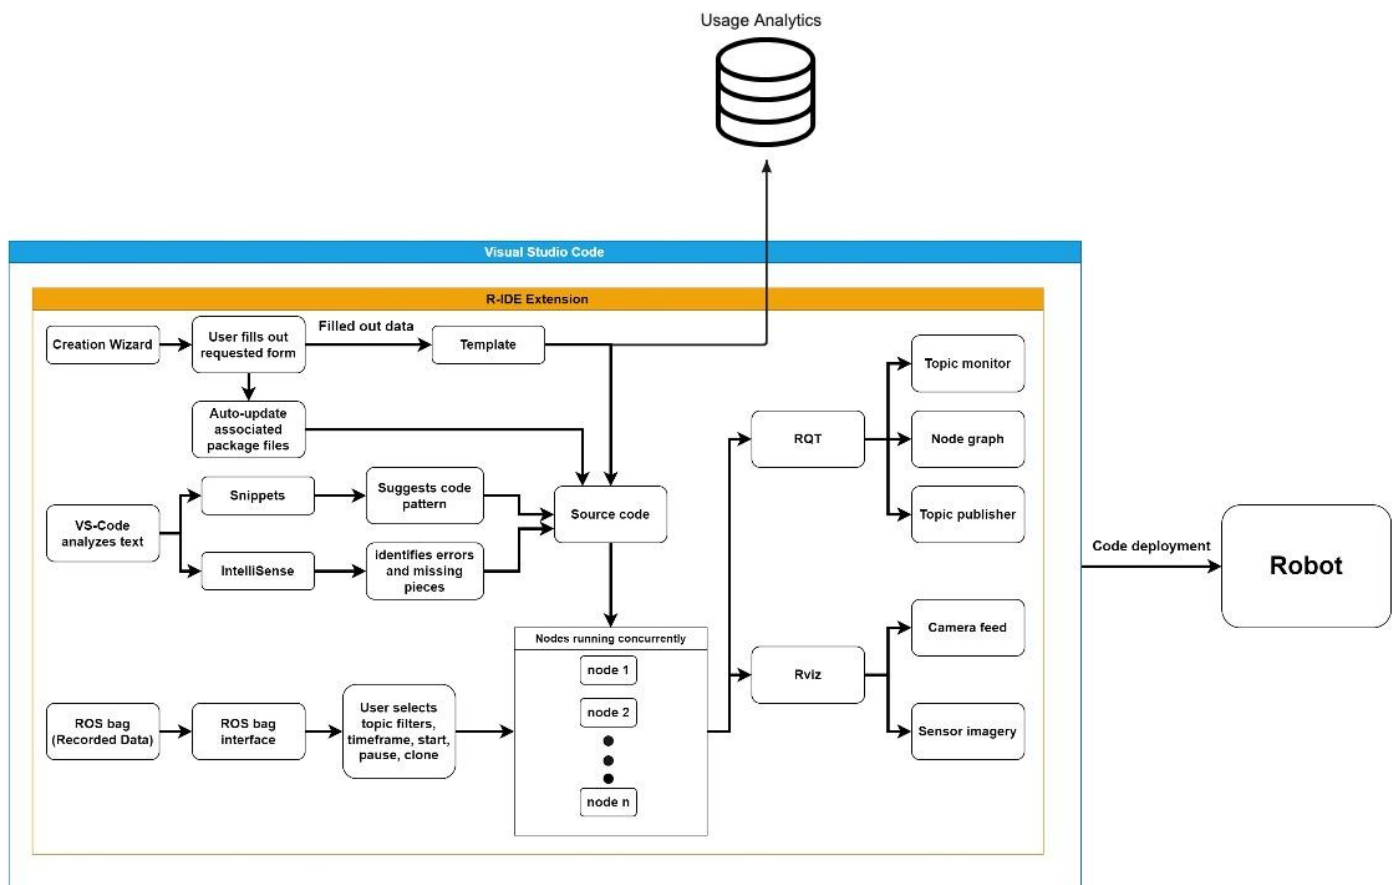 Usage Analytics
Visual Studio Code
R-IDE Extension
Creation Wizard
User fills out
requested form
Filled out data
Template
Auto-update
associated
package files
VS-Code
analyzes text
Snippets
Suggests code
pattern
IntelliSense
identifies errors
and missing
pieces
Source code
ROS bag
(Recorded Data)
ROS bag
interface
User selects
topic filters,
timeframe, start,
pause, clone
Nodes running concurrently
node 1
node 2
node n
RQT
Topic monitor
Node graph
Topic publisher
Rviz
Camera feed
Sensor imagery
Code deployment
Robot